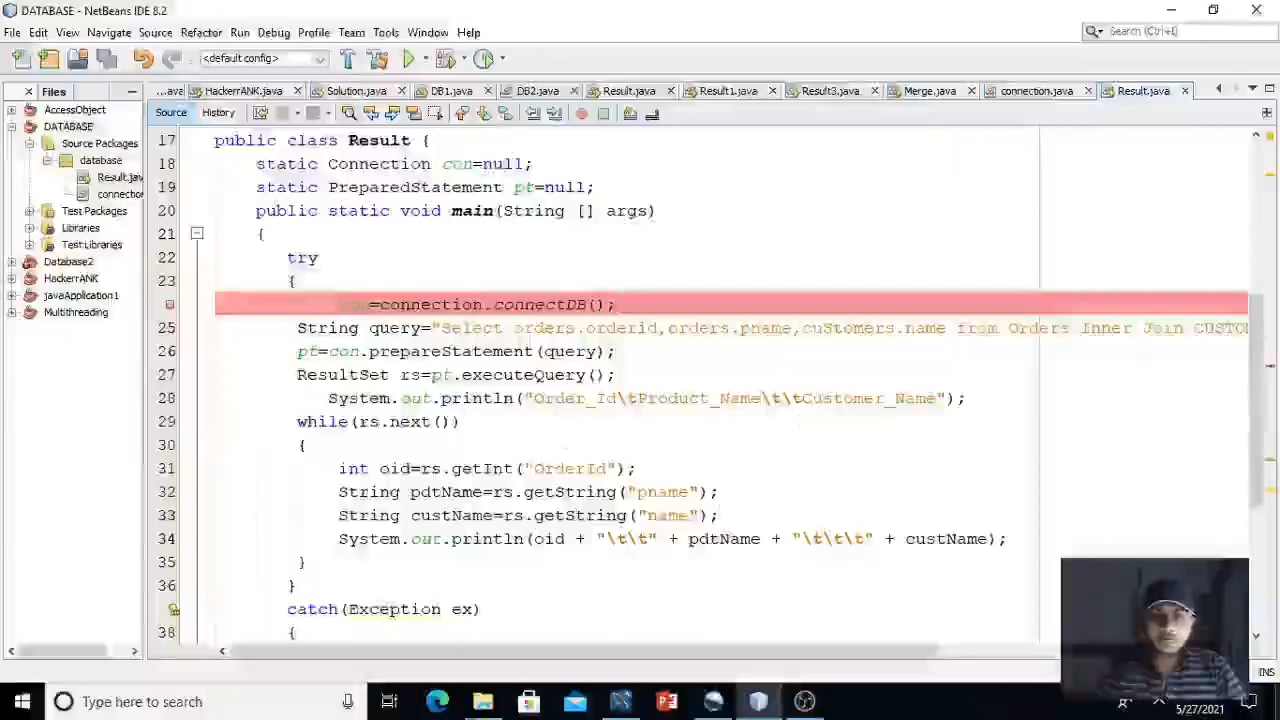 DATABASE - NetBeans IDE 8.2
File Edit View Navigate Source Refactor Run Debug Profile Team Tools Window Help
Search (Ctrl+I)
<default config>
Files
...java HackerRANK.java Solution.java DB1.java DB2.java Result.java Result1.java Result3.java Merge.java connection.java Result.java
Source History
AccessObject
DATABASE
Source Packages
database
Result.jav
connectio
Test Packages
Libraries
Test Libraries
Database2
HackerRANK
javaApplication1
Multithreading
17 public class Result {
18 static Connection con=null;
19 static PreparedStatement pt=null;
20 public static void main(String [] args)
21 {
22 try
23 {
=connection.connectDB();
25 String query="Select orders.orderid,orders.pname,cuStomers.name from Orders Inner Join CUSTO
26 pt=con.prepareStatement(query);
27 ResultSet rs=pt.executeQuery();
28 System.out.println("Order_Id\tProduct_Name\t\tCustomer_Name");
29 while(rs.next())
30 {
31 int oid=rs.getInt("OrderId");
32 String pdtName=rs.getString("pname");
33 String custName=rs.getString("name");
34 System.out.println(oid + "\t\t" + pdtName + "\t\t\t" + custName);
35 }
36 }
catch(Exception ex)
38 {
INS
Type here to search
5/27/2021